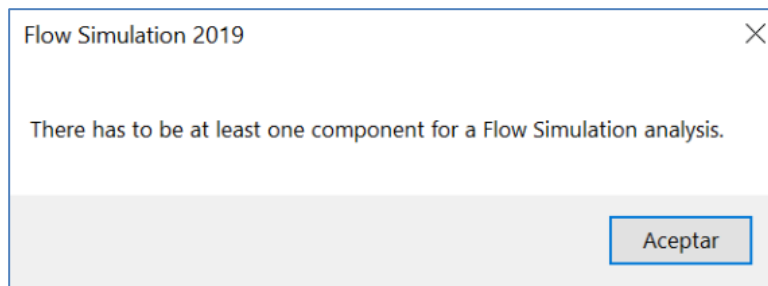 Flow Simulation 2019
There has to be at least one component for a Flow Simulation analysis.
Aceptar